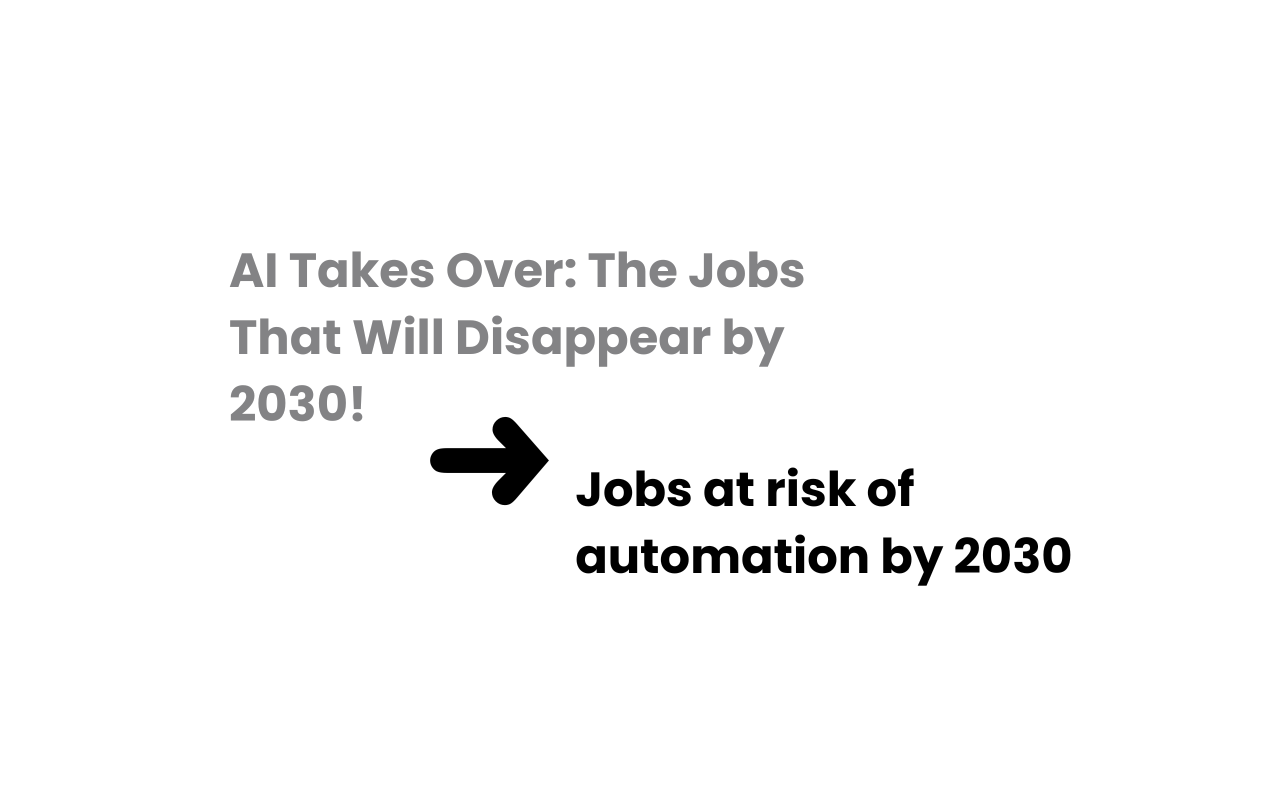 AI Takes Over: The Jobs
That Will Disappear by
2030!
Jobs at risk of
automation by 2030